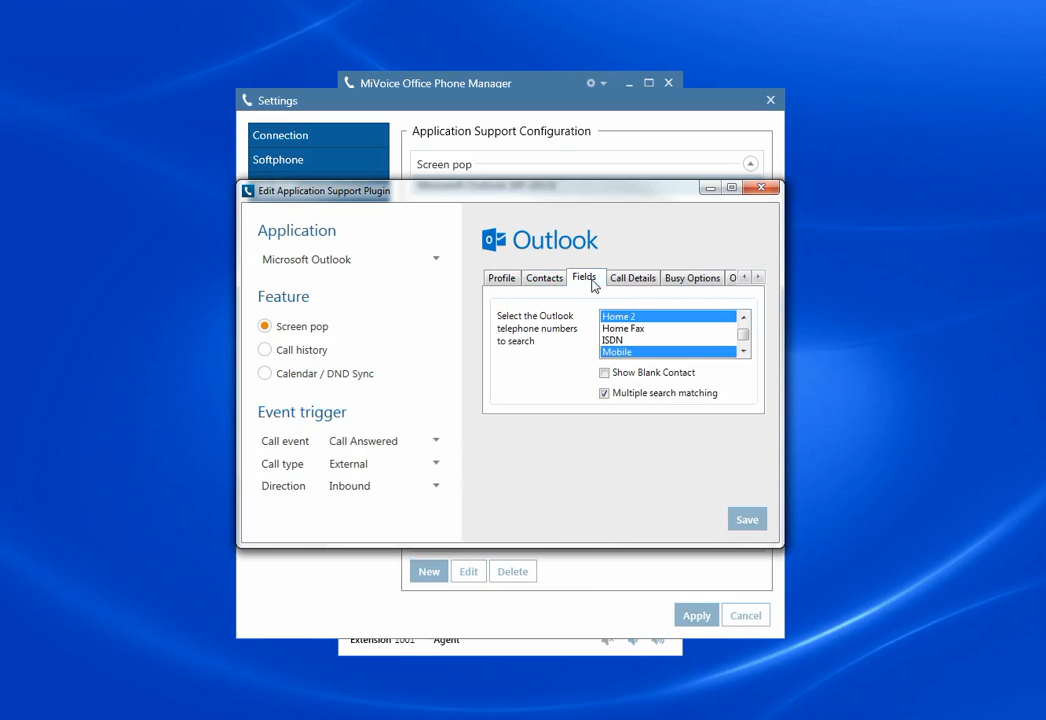 MiVoice Office Phone Manager
Settings
Connection
Softphone
Application Support Configuration
Screen pop
Edit Application Support Plugin
Application
Microsoft Outlook
Feature
Screen pop
Call history
Calendar / DND Sync
Event trigger
Call event Call Answered
Call type External
Direction Inbound
Outlook
Profile Contacts Fields Call Details Busy Options O
Select the Outlook
telephone numbers
to search
Home 2
Home Fax
ISDN
Mobile
Show Blank Contact
Multiple search matching
Save
New Edit Delete
Apply Cancel
Extension 1001 Agent